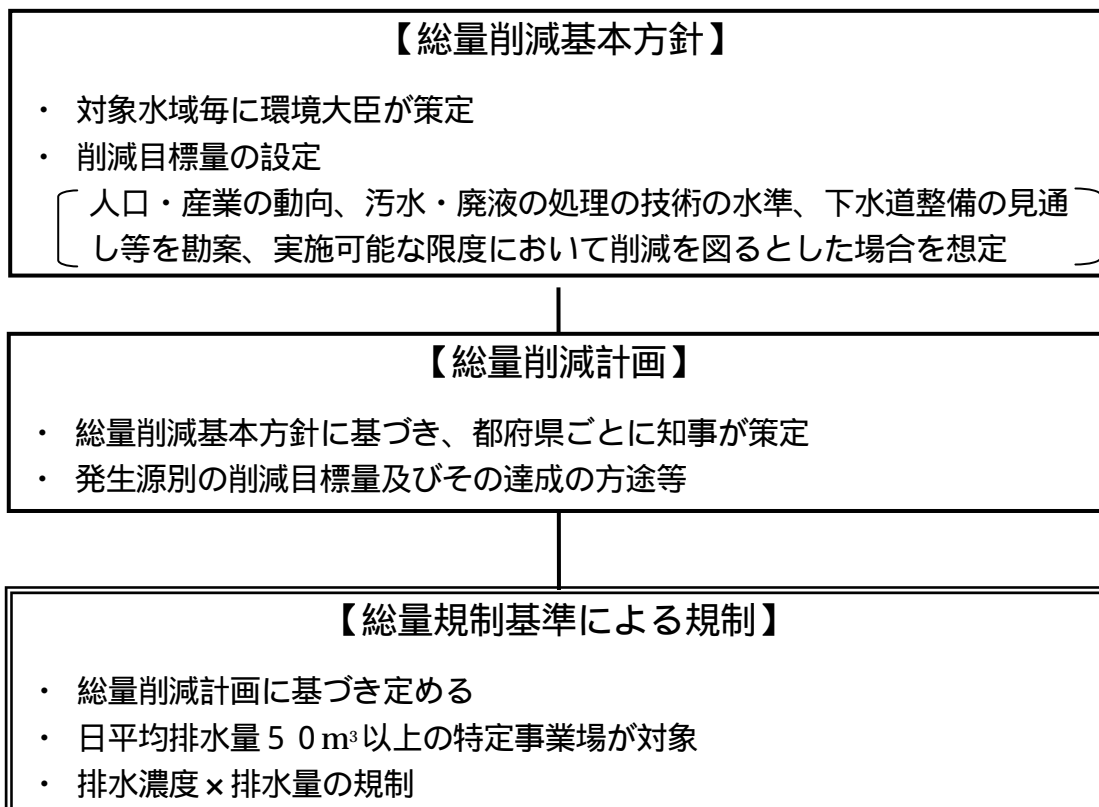 【総量削減基本方針】
・ 対象水域毎に環境大臣が策定
・ 削減目標量の設定
人口・産業の動向、汚水・廃液の処理の技術の水準、下水道整備の見通
し等を勘案、実施可能な限度において削減を図るとした場合を想定
【総量削減計画】
・ 総量削減基本方針に基づき、都府県ごとに知事が策定
・ 発生源別の削減目標量及びその達成の方途等
【総量規制基準による規制】
・ 総量削減計画に基づき定める
・ 日平均排水量50m³以上の特定事業場が対象
・ 排水濃度×排水量の規制